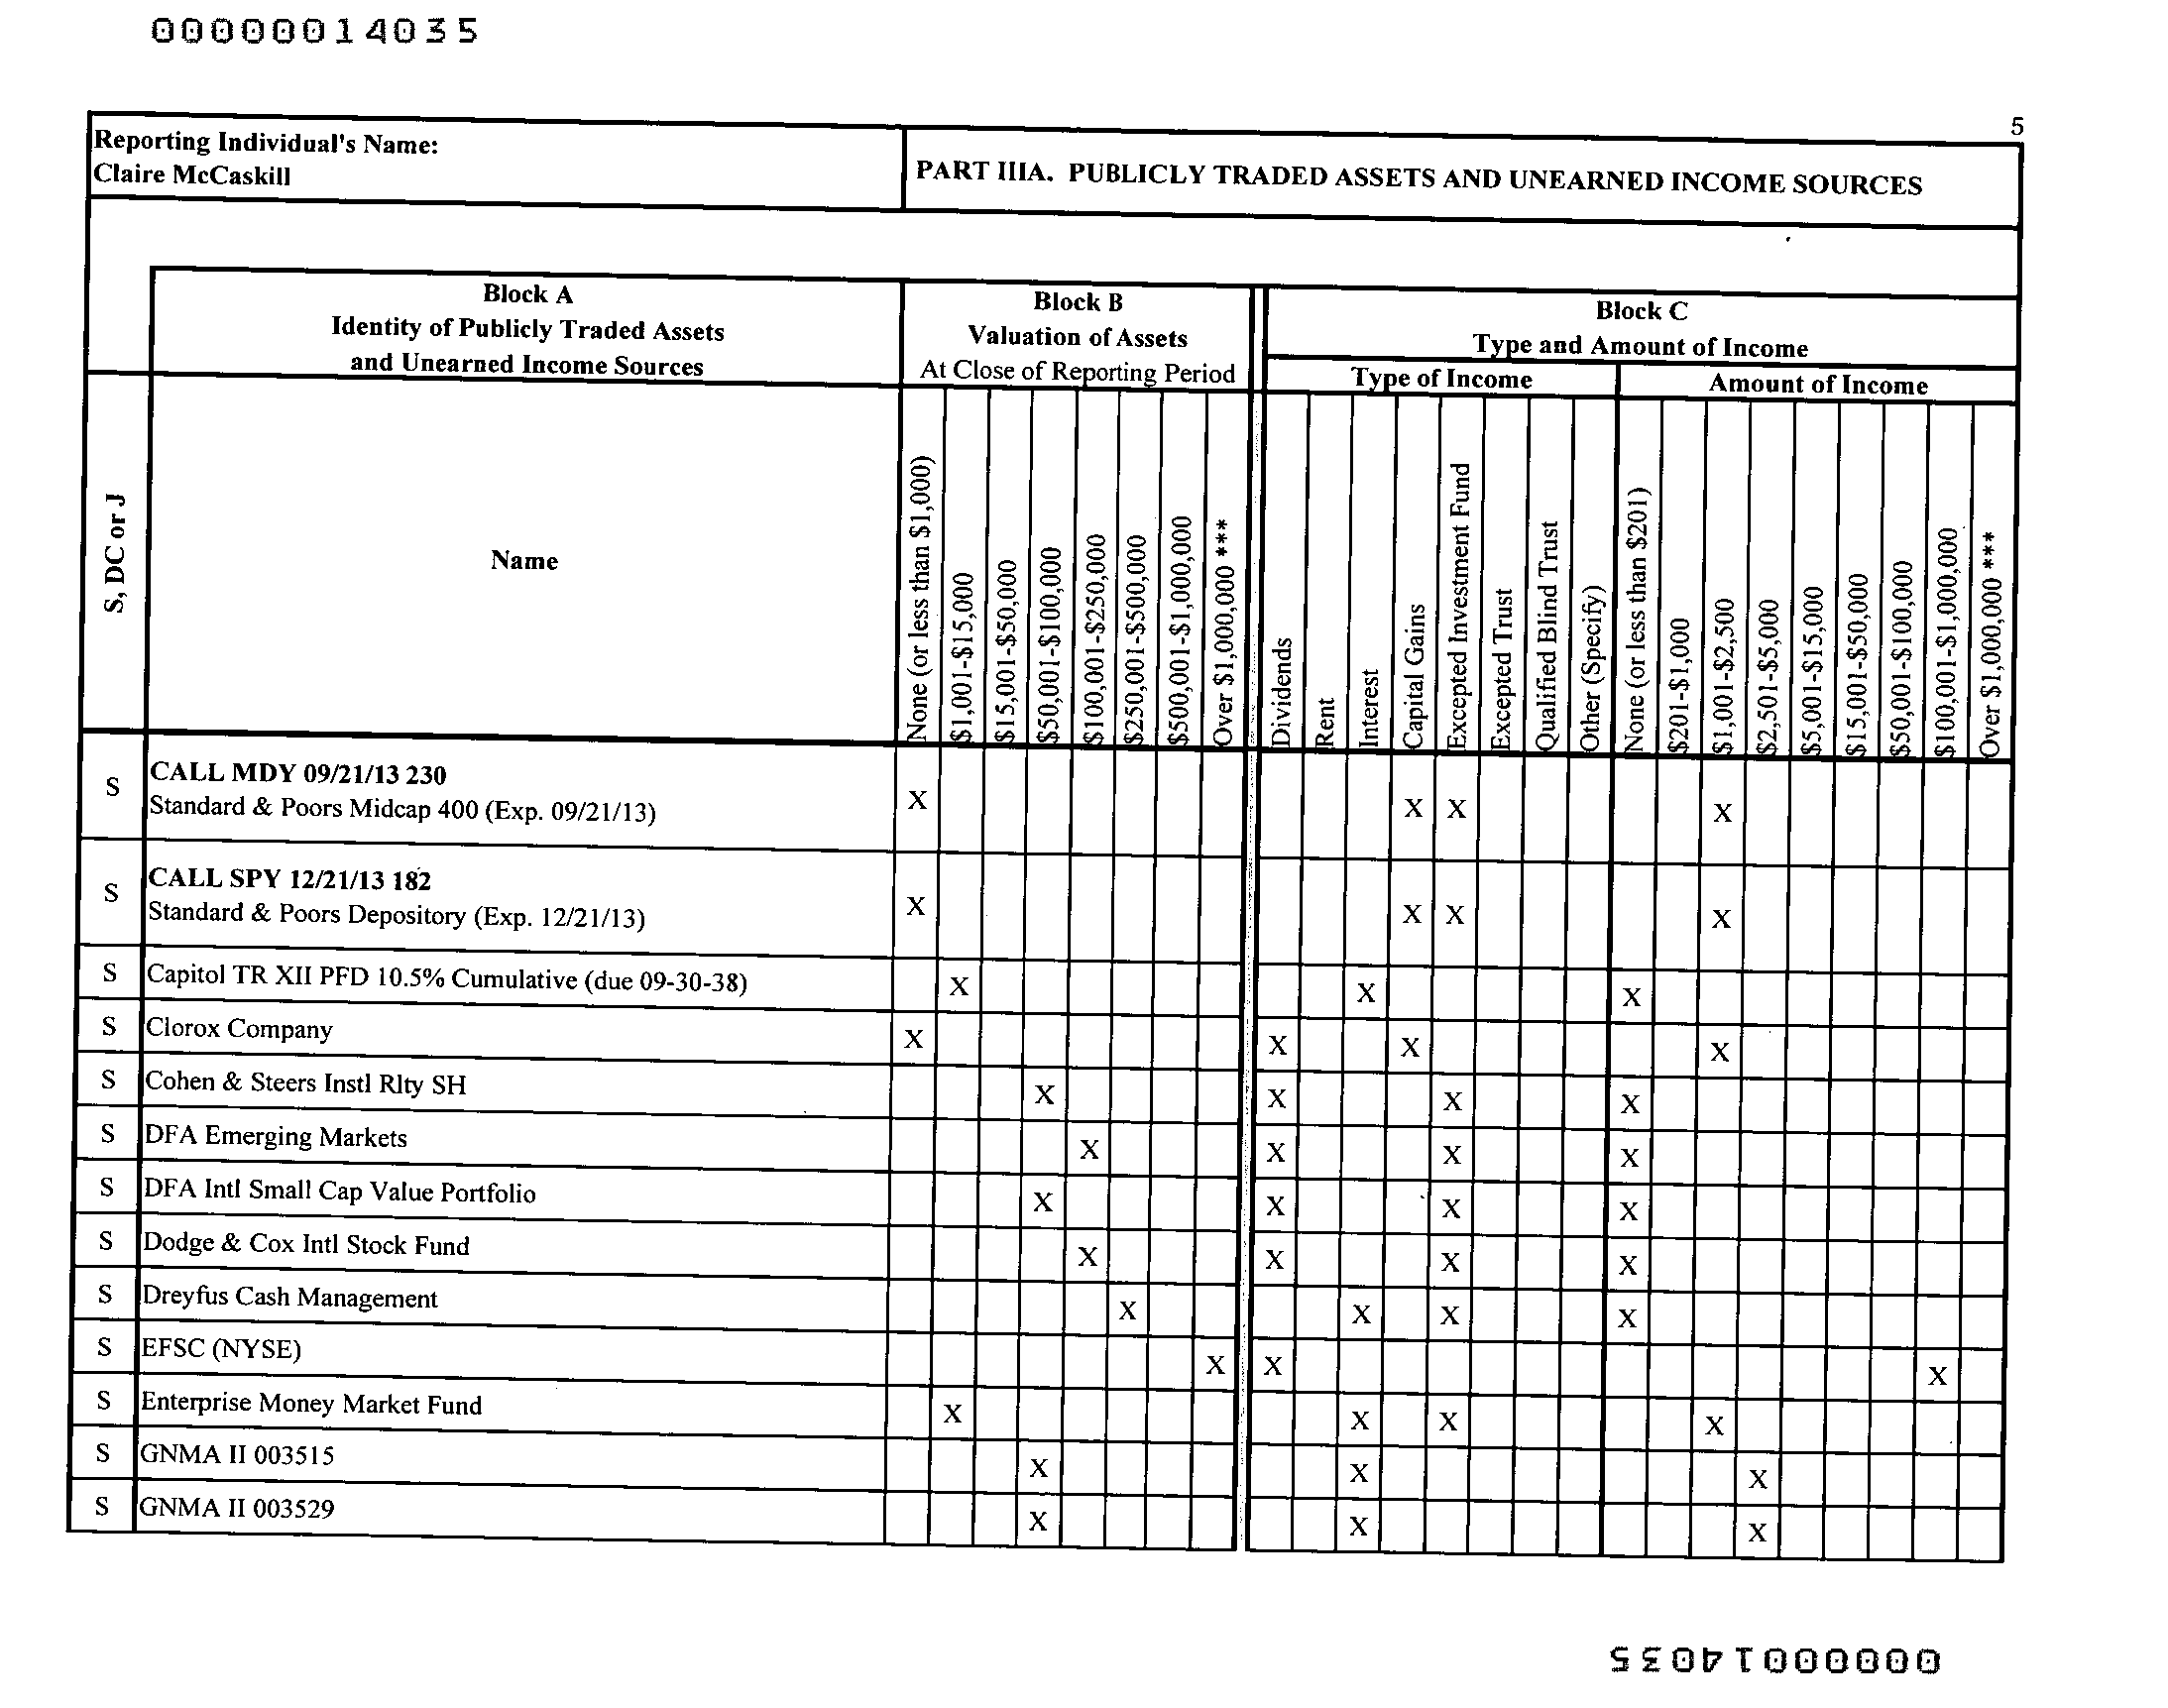 00000014035
5
Reporting Individual's Name:
Claire McCaskill
PART IIIA. PUBLICLY TRADED ASSETS AND UNEARNED INCOME SOURCES
Block A
Identity of Publicly Traded Assets
and Unearned Income Sources
Block B
Valuation of Assets
At Close of Reporting Period
Block C
Type and Amount of Income
Type of Income
Amount of Income
S, DC or J
Name
None (or less than $1,000)
$1,001-$15,000
$15,001-$50,000
$50,001-$100,000
$100,001-$250,000
$250,001-$500,000
$500,001-$1,000,000
Over $1,000,000 ***
Dividends
Rent
Interest
Capital Gains
Excepted Investment Fund
Excepted Trust
Qualified Blind Trust
Other (Specify)
None (or less than $201)
$201-$1,000
$1,001-$2,500
$2,501-$5,000
$5,001-$15,000
$15,001-$50,000
$50,001-$100,000
$100,001-$1,000,000
Over $1,000,000 ***
S CALL MDY 09/21/13 230
Standard & Poors Midcap 400 (Exp. 09/21/13) X X X X
S CALL SPY 12/21/13 182
Standard & Poors Depository (Exp. 12/21/13) X X X X
S Capitol TR XII PFD 10.5% Cumulative (due 09-30-38) X X X
S Clorox Company X X X X
S Cohen & Steers Instl Rlty SH X X X X
S DFA Emerging Markets X X X X
S DFA Intl Small Cap Value Portfolio X X X X
S Dodge & Cox Intl Stock Fund X X X X
S Dreyfus Cash Management X X X X
S EFSC (NYSE) X X X
S Enterprise Money Market Fund X X X X
S GNMA II 003515 X X X
S GNMA II 003529 X X X
00000014035